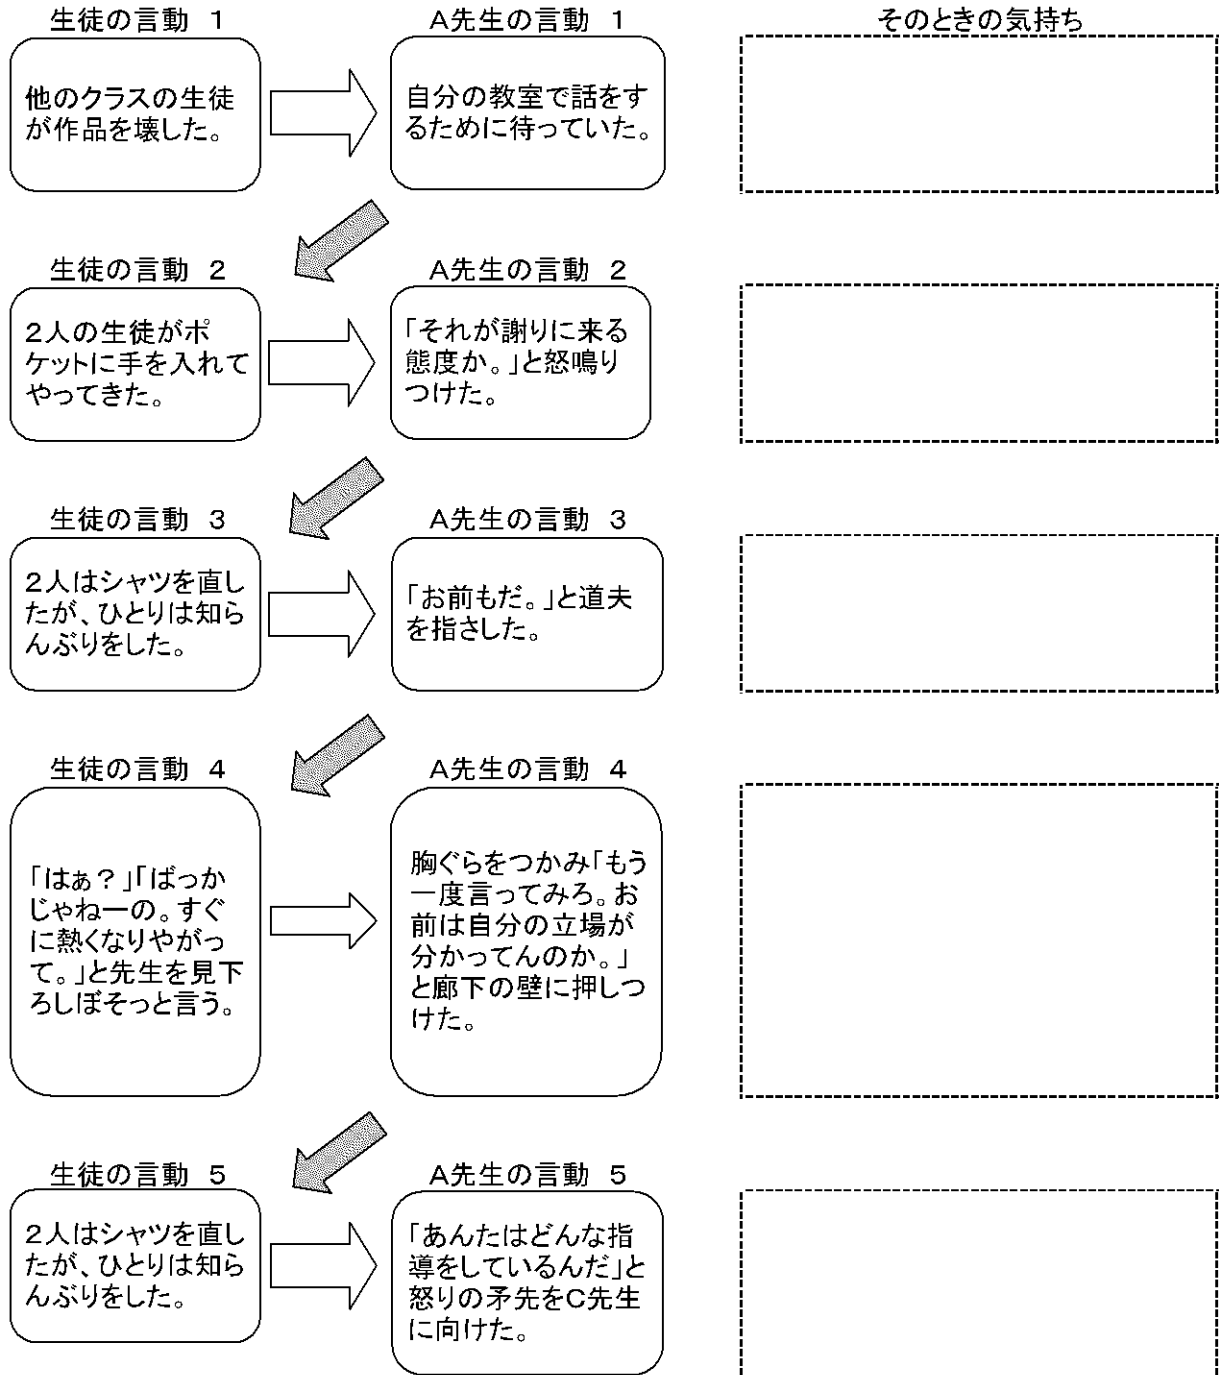 生徒の言動　1
A先生の言動　1
そのときの気持ち
他のクラスの生徒
が作品を壊した。
自分の教室で話をす
るために待っていた。
生徒の言動　2
A先生の言動　2
2人の生徒がポ
ケットに手を入れて
やってきた。
「それが謝りに来る
態度か。」と怒鳴り
つけた。
生徒の言動　3
A先生の言動　3
2人はシャツを直し
たが、ひとりは知ら
んぶりをした。
「お前もだ。」と道夫
を指さした。
生徒の言動　4
A先生の言動　4
「はぁ？」「ばっか
じゃねーの。すぐ
に熱くなりやがっ
て。」と先生を見下
ろしぼそっと言う。
胸ぐらをつかみ「もう
一度言ってみろ。お
前は自分の立場が
分かってんのか。」
と廊下の壁に押しつ
けた。
生徒の言動　5
A先生の言動　5
2人はシャツを直し
たが、ひとりは知ら
んぶりをした。
「あんたはどんな指
導をしているんだ」と
怒りの矛先をC先生
に向けた。